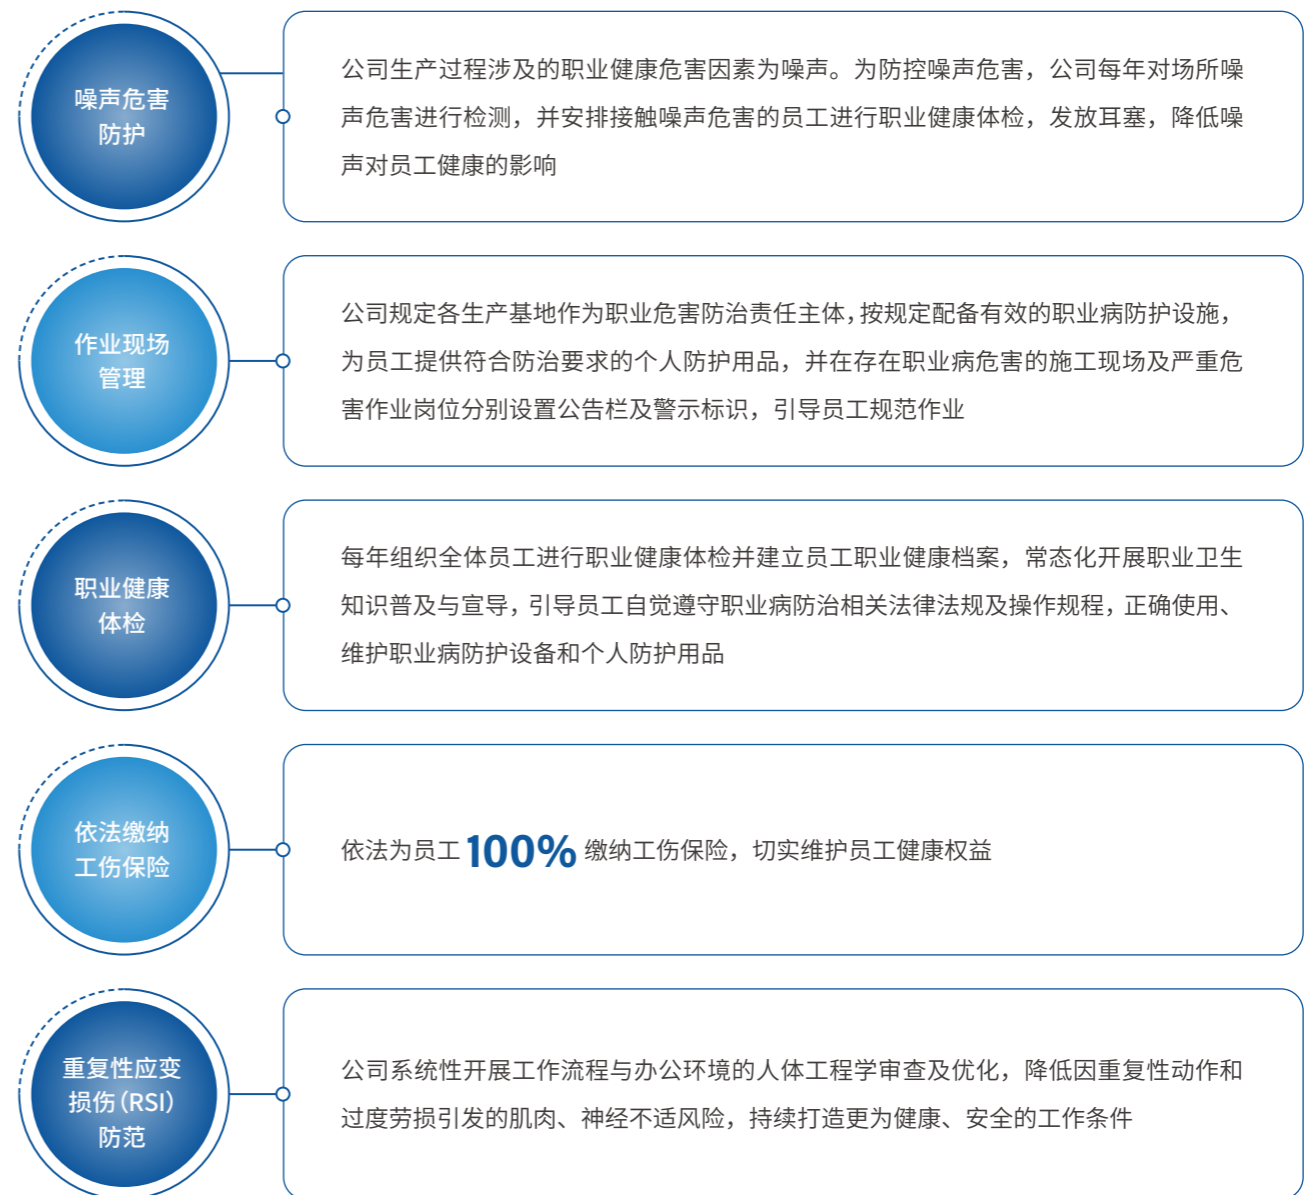 噪声危害
防护
公司生产过程涉及的职业健康危害因素为噪声。为防控噪声危害，公司每年对场所噪
声危害进行检测，并安排接触噪声危害的员工进行职业健康体检，发放耳塞，降低噪
声对员工健康的影响
作业现场
管理
公司规定各生产基地作为职业危害防治责任主体，按规定配备有效的职业病防护设施，
为员工提供符合防治要求的个人防护用品，并在存在职业病危害的施工现场及严重危
害作业岗位分别设置公告栏及警示标识，引导员工规范作业
职业健康
体检
每年组织全体员工进行职业健康体检并建立员工职业健康档案，常态化开展职业卫生
知识普及与宣导，引导员工自觉遵守职业病防治相关法律法规及操作规程，正确使用、
维护职业病防护设备和个人防护用品
依法缴纳
工伤保险
依法为员工100%缴纳工伤保险，切实维护员工健康权益
重复性应变
损伤（RSI）
防范
公司系统性开展工作流程与办公环境的人体工程学审查及优化，降低因重复性动作和
过度劳损引发的肌肉、神经不适风险，持续打造更为健康、安全的工作条件